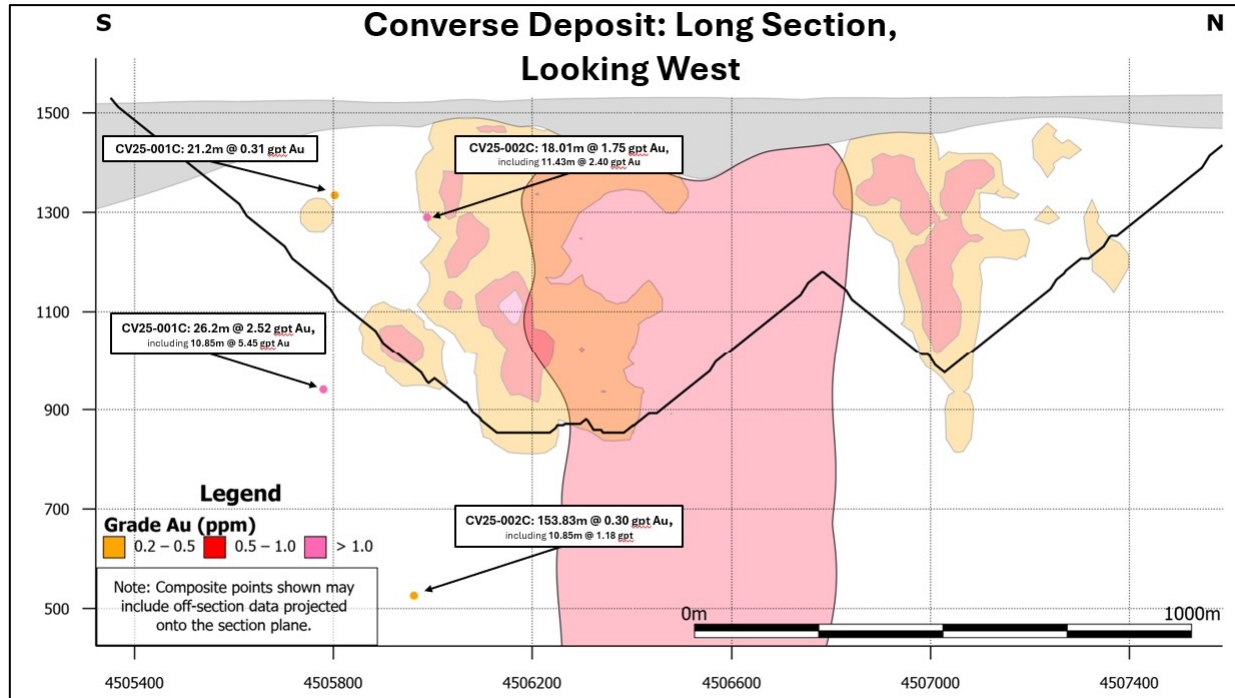 S
Converse Deposit: Long Section,
Looking West
N
1500
1300
1100
900
700
500
CV25-001C: 21.2m @ 0.31 gpt Au
CV25-002C: 18.01m @ 1.75 gpt Au,
including 11.43m @ 2.40 gpt Au
CV25-001C: 26.2m @ 2.52 gpt Au,
including 10.85m @ 5.45 gpt Au
CV25-002C: 153.83m @ 0.30 gpt Au,
including 10.85m @ 1.18 gpt
Legend
Grade Au (ppm)
0.2 – 0.5
0.5 – 1.0
> 1.0
Note: Composite points shown may
include off-section data projected
onto the section plane.
0m
1000m
4505400
4505800
4506200
4506600
4507000
4507400